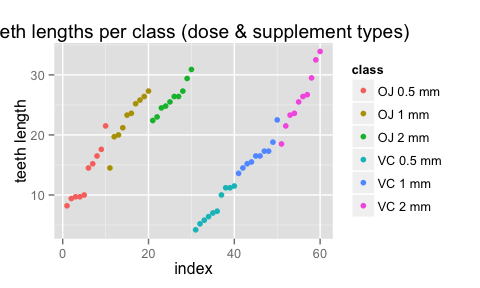 eth lengths per class (dose & supplement types)
teeth length
30
20
10
0
20
40
60
index
class
OJ 0.5 mm
OJ 1 mm
OJ 2 mm
VC 0.5 mm
VC 1 mm
VC 2 mm